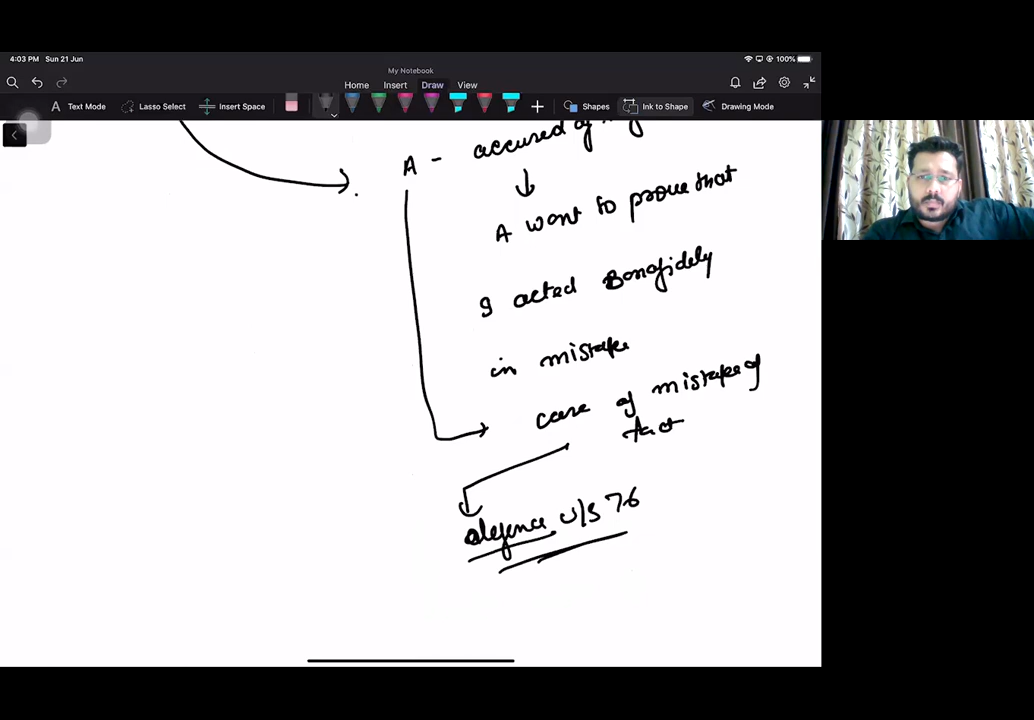 4:03 PM Sun 21 Jun 100%
My Notebook
Home Insert Draw View
Text Mode Lasso Select Insert Space Shapes Ink to Shape Drawing Mode
A - accused of
A want to prove that
I acted Bonafidely
in mistake
case of mistake of
fact
defence U/S 76